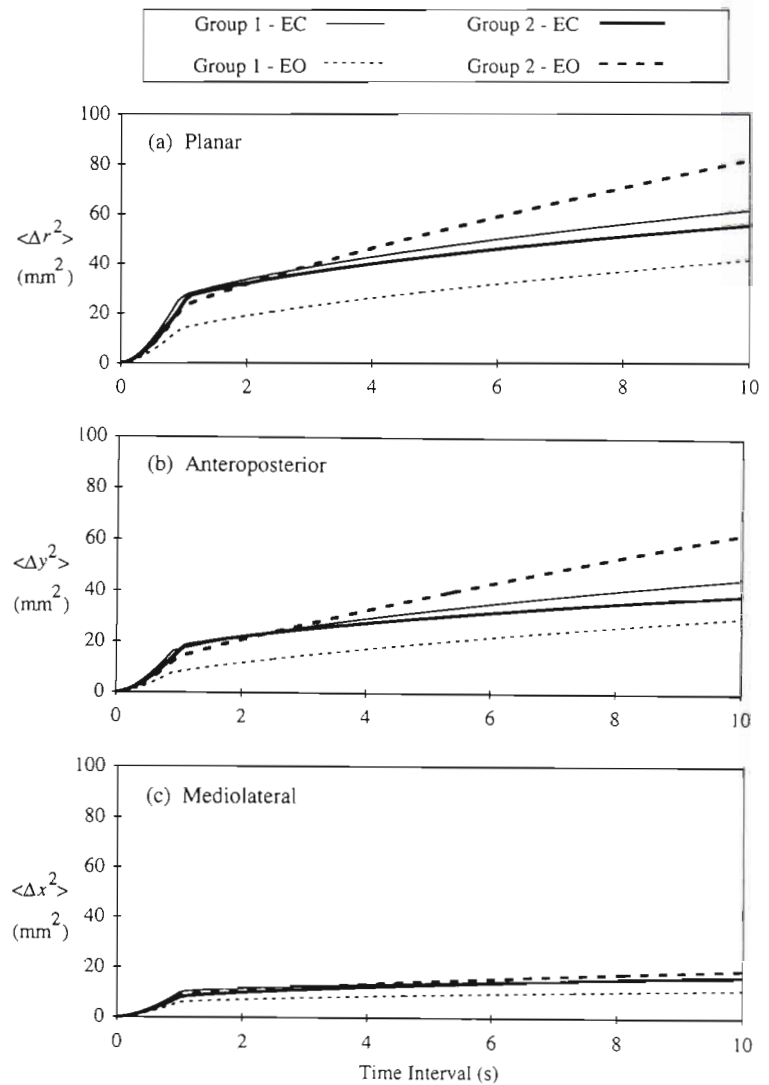 Group 1 - EC Group 2 - EC
Group 1 - EO Group 2 - EO
100
(a) Planar
80
60
<Δr²>
(mm²)
40
20
0
0 2 4 6 8 10
100
(b) Anteroposterior
80
60
<Δy²>
(mm²)
40
20
0
0 2 4 6 8 10
100
(c) Mediolateral
80
60
<Δx²>
(mm²)
40
20
0
0 2 4 6 8 10
Time Interval (s)